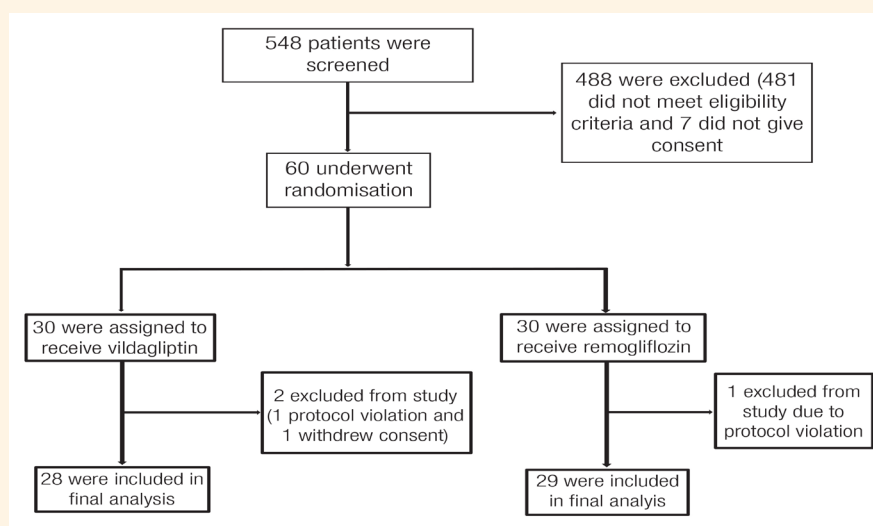 548 patients were
screened
488 were excluded (481
did not meet eligibility
criteria and 7 did not give
consent
60 underwent
randomisation
30 were assigned to
receive vildagliptin
30 were assigned to
receive remogliflozin
2 excluded from study
(1 protocol violation and
1 withdrew consent)
1 excluded from
study due to
protocol violation
28 were included in
final analysis
29 were included
in final analyis